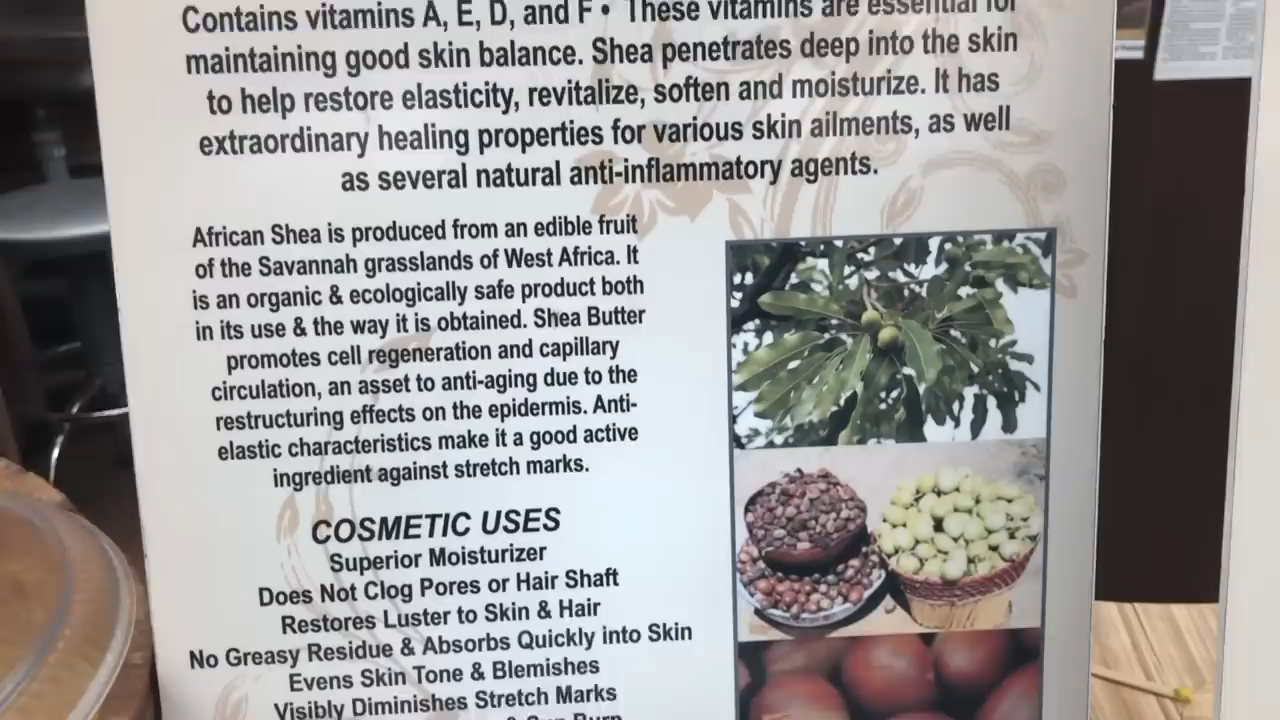 Contains vitamins A, E, D, and F • These vitamins are essential for
maintaining good skin balance. Shea penetrates deep into the skin
to help restore elasticity, revitalize, soften and moisturize. It has
extraordinary healing properties for various skin ailments, as well
as several natural anti-inflammatory agents.
African Shea is produced from an edible fruit
of the Savannah grasslands of West Africa. It
is an organic & ecologically safe product both
in its use & the way it is obtained. Shea Butter
promotes cell regeneration and capillary
circulation, an asset to anti-aging due to the
restructuring effects on the epidermis. Anti-
elastic characteristics make it a good active
ingredient against stretch marks.
COSMETIC USES
Superior Moisturizer
Does Not Clog Pores or Hair Shaft
Restores Luster to Skin & Hair
No Greasy Residue & Absorbs Quickly into Skin
Evens Skin Tone & Blemishes
Visibly Diminishes Stretch Marks
& Sun Burn